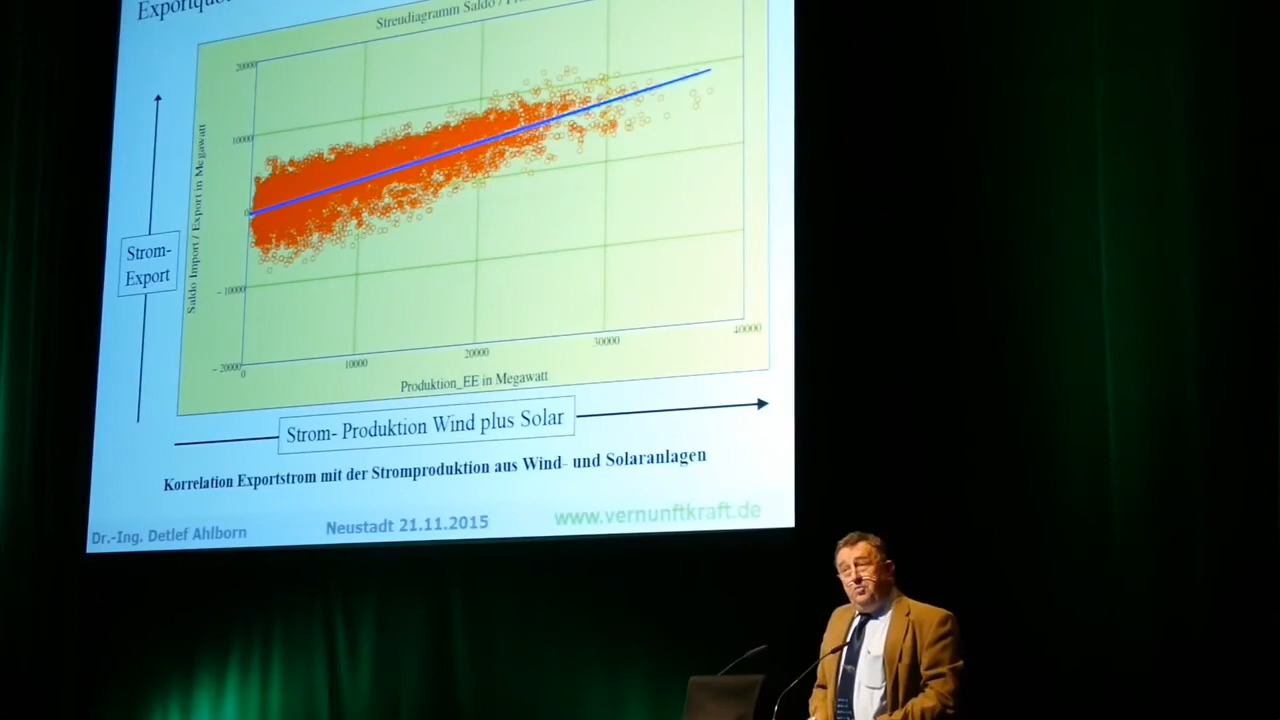 Streudiagramm Saldo /
20000
10000
0
- 10000
- 20000
0
10000
20000
30000
40000
Saldo Import / Export in Megawatt
Strom-
Export
Produktion_EE in Megawatt
Strom- Produktion Wind plus Solar
Korrelation Exportstrom mit der Stromproduktion aus Wind- und Solaranlagen
Dr.-Ing. Detlef Ahlborn
Neustadt 21.11.2015
www.vernunftkraft.de